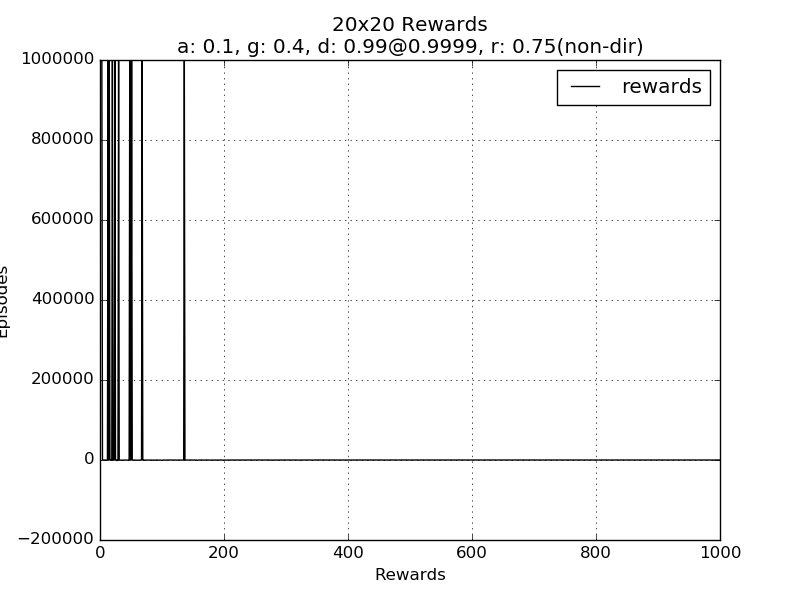 20x20 Rewards
a: 0.1, g: 0.4, d: 0.99@0.9999, r: 0.75(non-dir)
1000000
rewards
800000
600000
400000
Episodes
200000
0
−200000
0 200 400 600 800 1000
Rewards